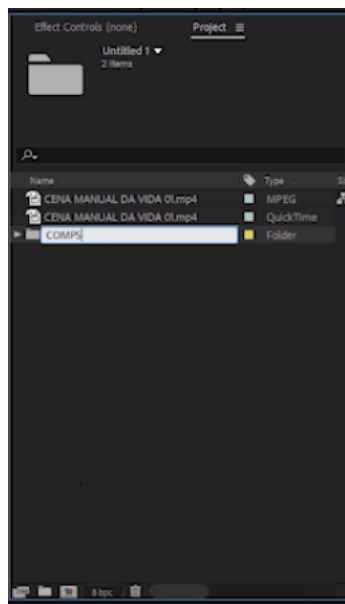 Effect Controls (none) Project
Untitled 1
2 Items
Name Type Si
CENA MANUAL DA VIDA 01.mp4 MPEG
CENA MANUAL DA VIDA 01.mp4 QuickTime
COMPS Folder
8 bpc